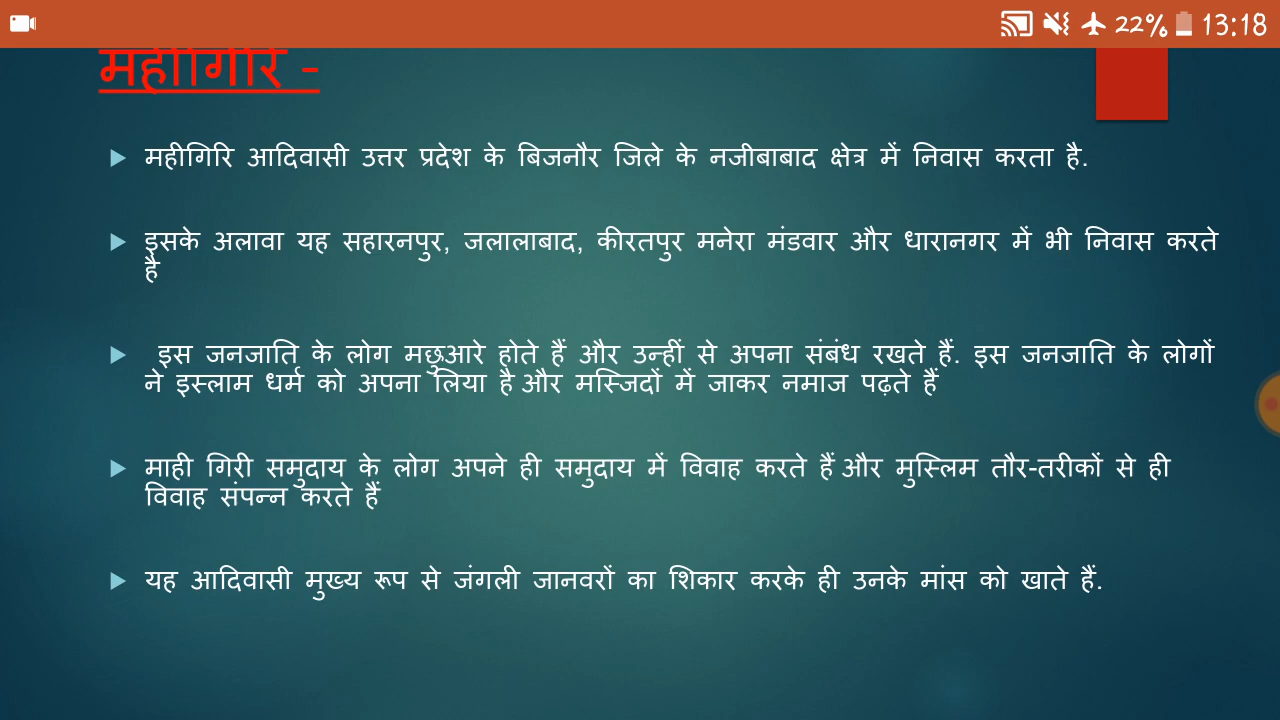 22% 13:18
महीगिरि -
महीगिरि आदिवासी उत्तर प्रदेश के बिजनौर जिले के नजीबाबाद क्षेत्र में निवास करता है.
इसके अलावा यह सहारनपुर, जलालाबाद, कीरतपुर मनेरा मंडवार और धारानगर में भी निवास करते
है
इस जनजाति के लोग मछुआरे होते हैं और उन्हीं से अपना संबंध रखते हैं. इस जनजाति के लोगों
ने इस्लाम धर्म को अपना लिया है और मस्जिदों में जाकर नमाज पढ़ते हैं
माही गिरी समुदाय के लोग अपने ही समुदाय में विवाह करते हैं और मुस्लिम तौर-तरीकों से ही
विवाह संपन्न करते हैं
यह आदिवासी मुख्य रूप से जंगली जानवरों का शिकार करके ही उनके मांस को खाते हैं.